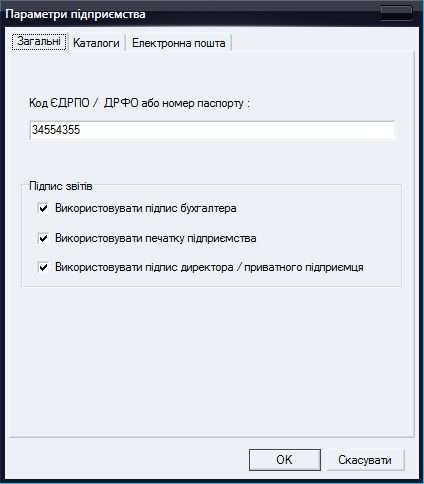 Параметри підприємства
Загальні Каталоги Електронна пошта
Код ЄДРПО / ДРФО або номер паспорту :
34554355
Підпис звітів
Використовувати підпис бухгалтера
Використовувати печатку підприємства
Використовувати підпис директора / приватного підприємця
OK Скасувати